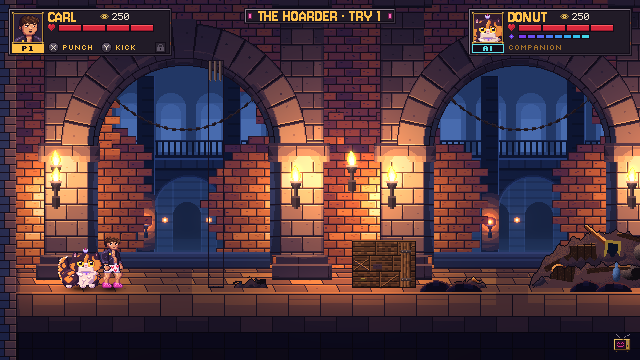 CARL 250
P1 X PUNCH Y KICK
THE HOARDER · TRY 1
DONUT 250
AI COMPANION